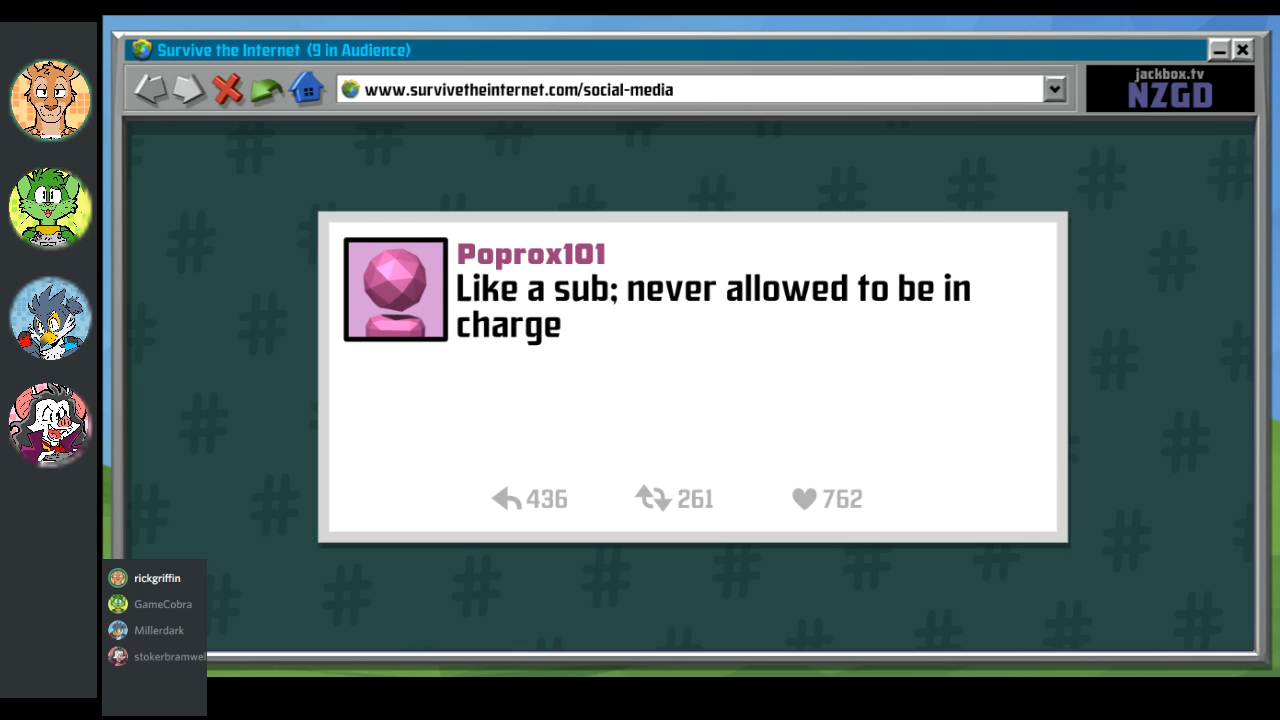 Survive the Internet (9 in Audience)
www.survivetheinternet.com/social-media
jackbox.tv
NZGD
Poprox101
Like a sub; never allowed to be in
charge
436 261 762
rickgriffin
GameCobra
Millerdark
stokerbramwel